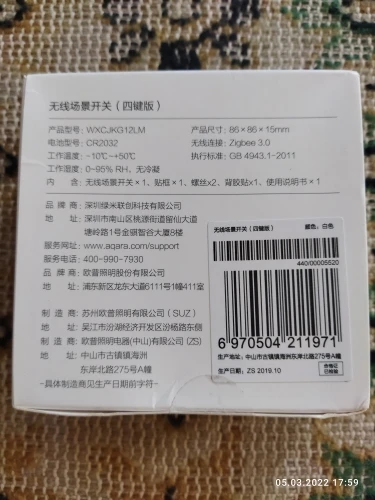 无线场景开关（四键版）
产品型号：WXCJKG12LM 产品尺寸：86×86×15mm
电池型号：CR2032 无线连接：Zigbee 3.0
工作温度：-10℃~+50℃ 执行标准：GB 4943.1-2011
工作湿度：0~95% RH，无冷凝
内 含：无线场景开关×1、贴框×1、螺丝×2、背胶贴×1、使用说明书×1
品 牌 商：深圳绿米联创科技有限公司
地 址：深圳市南山区桃源街道留仙大道
塘岭路1号金骐智谷大厦8楼
服务网站：www.aqara.com/support
服务电话：400-990-7930
品 牌 商：欧普照明股份有限公司
地 址：浦东新区龙东大道6111号1幢411室
制 造 商：苏州欧普照明有限公司（SUZ）
地 址：吴江市汾湖经济开发区汾杨路东侧
制 造 商：欧普照明电器(中山)有限公司(ZS)
地 址：中山市古镇镇海洲
东岸北路275号A幢
~具体制造商见生产日期前字符~
无线场景开关（四键版） 颜色：白色
440/00005520
6 970504 211971
生产地址：中山市古镇镇海洲东岸北路275号A幢
生产日期：ZS 2019.10
合格证
已检验
05.03.2022 17:59